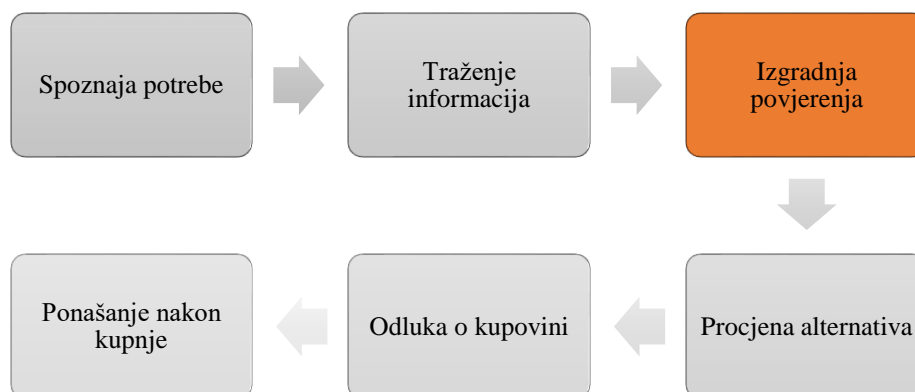 Spoznaja potrebe
Traženje
informacija
Izgradnja
povjerenja
Procjena alternativa
Odluka o kupovini
Ponašanje nakon
kupnje